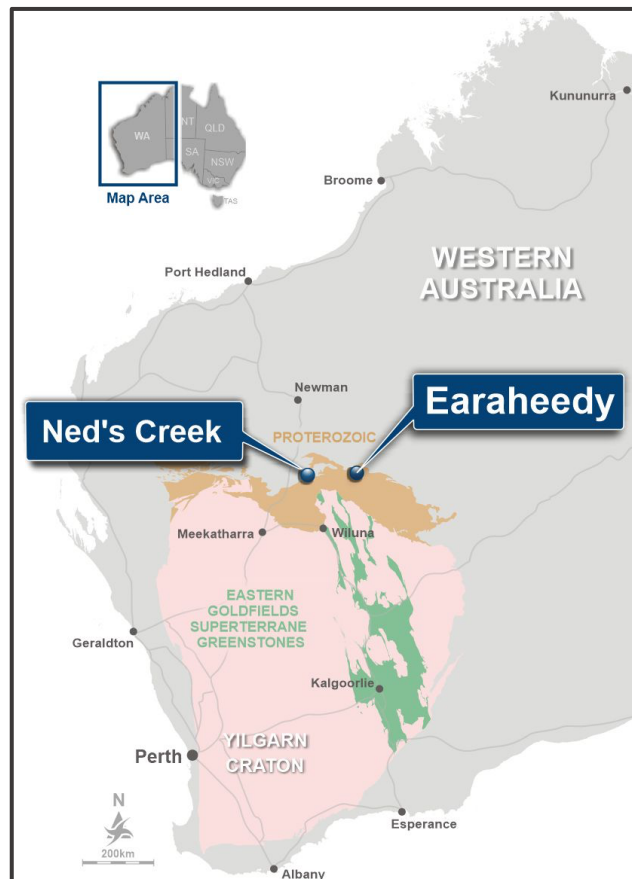 Kununurra
WA
NT
QLD
SA
NSW
VIC
TAS
Map Area
Broome
WESTERN
AUSTRALIA
Port Hedland
Newman
Ned's Creek
Earaheedy
PROTEROZOIC
Meekatharra
Wiluna
EASTERN
GOLDFIELDS
SUPERTERRANE
GREENSTONES
Geraldton
Kalgoorlie
Perth
YILGARN
CRATON
N
200km
Esperance
Albany